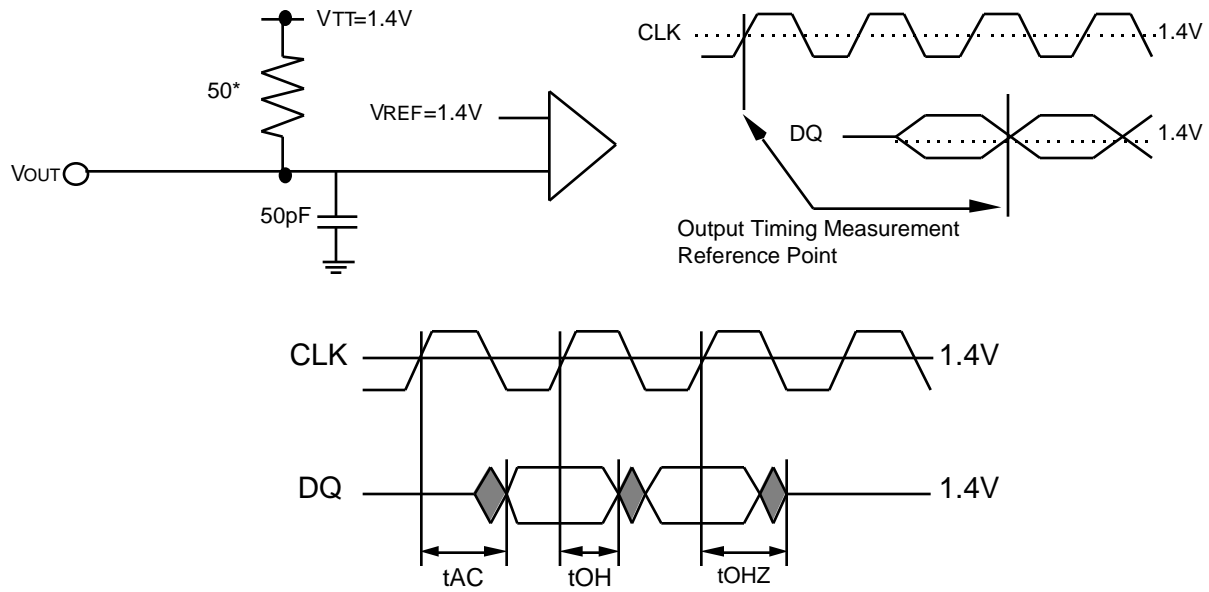 VTT=1.4V
50*
VREF=1.4V
VOUT
50pF
CLK
1.4V
DQ
1.4V
Output Timing Measurement
Reference Point
CLK
1.4V
DQ
1.4V
tAC
tOH
tOHZ